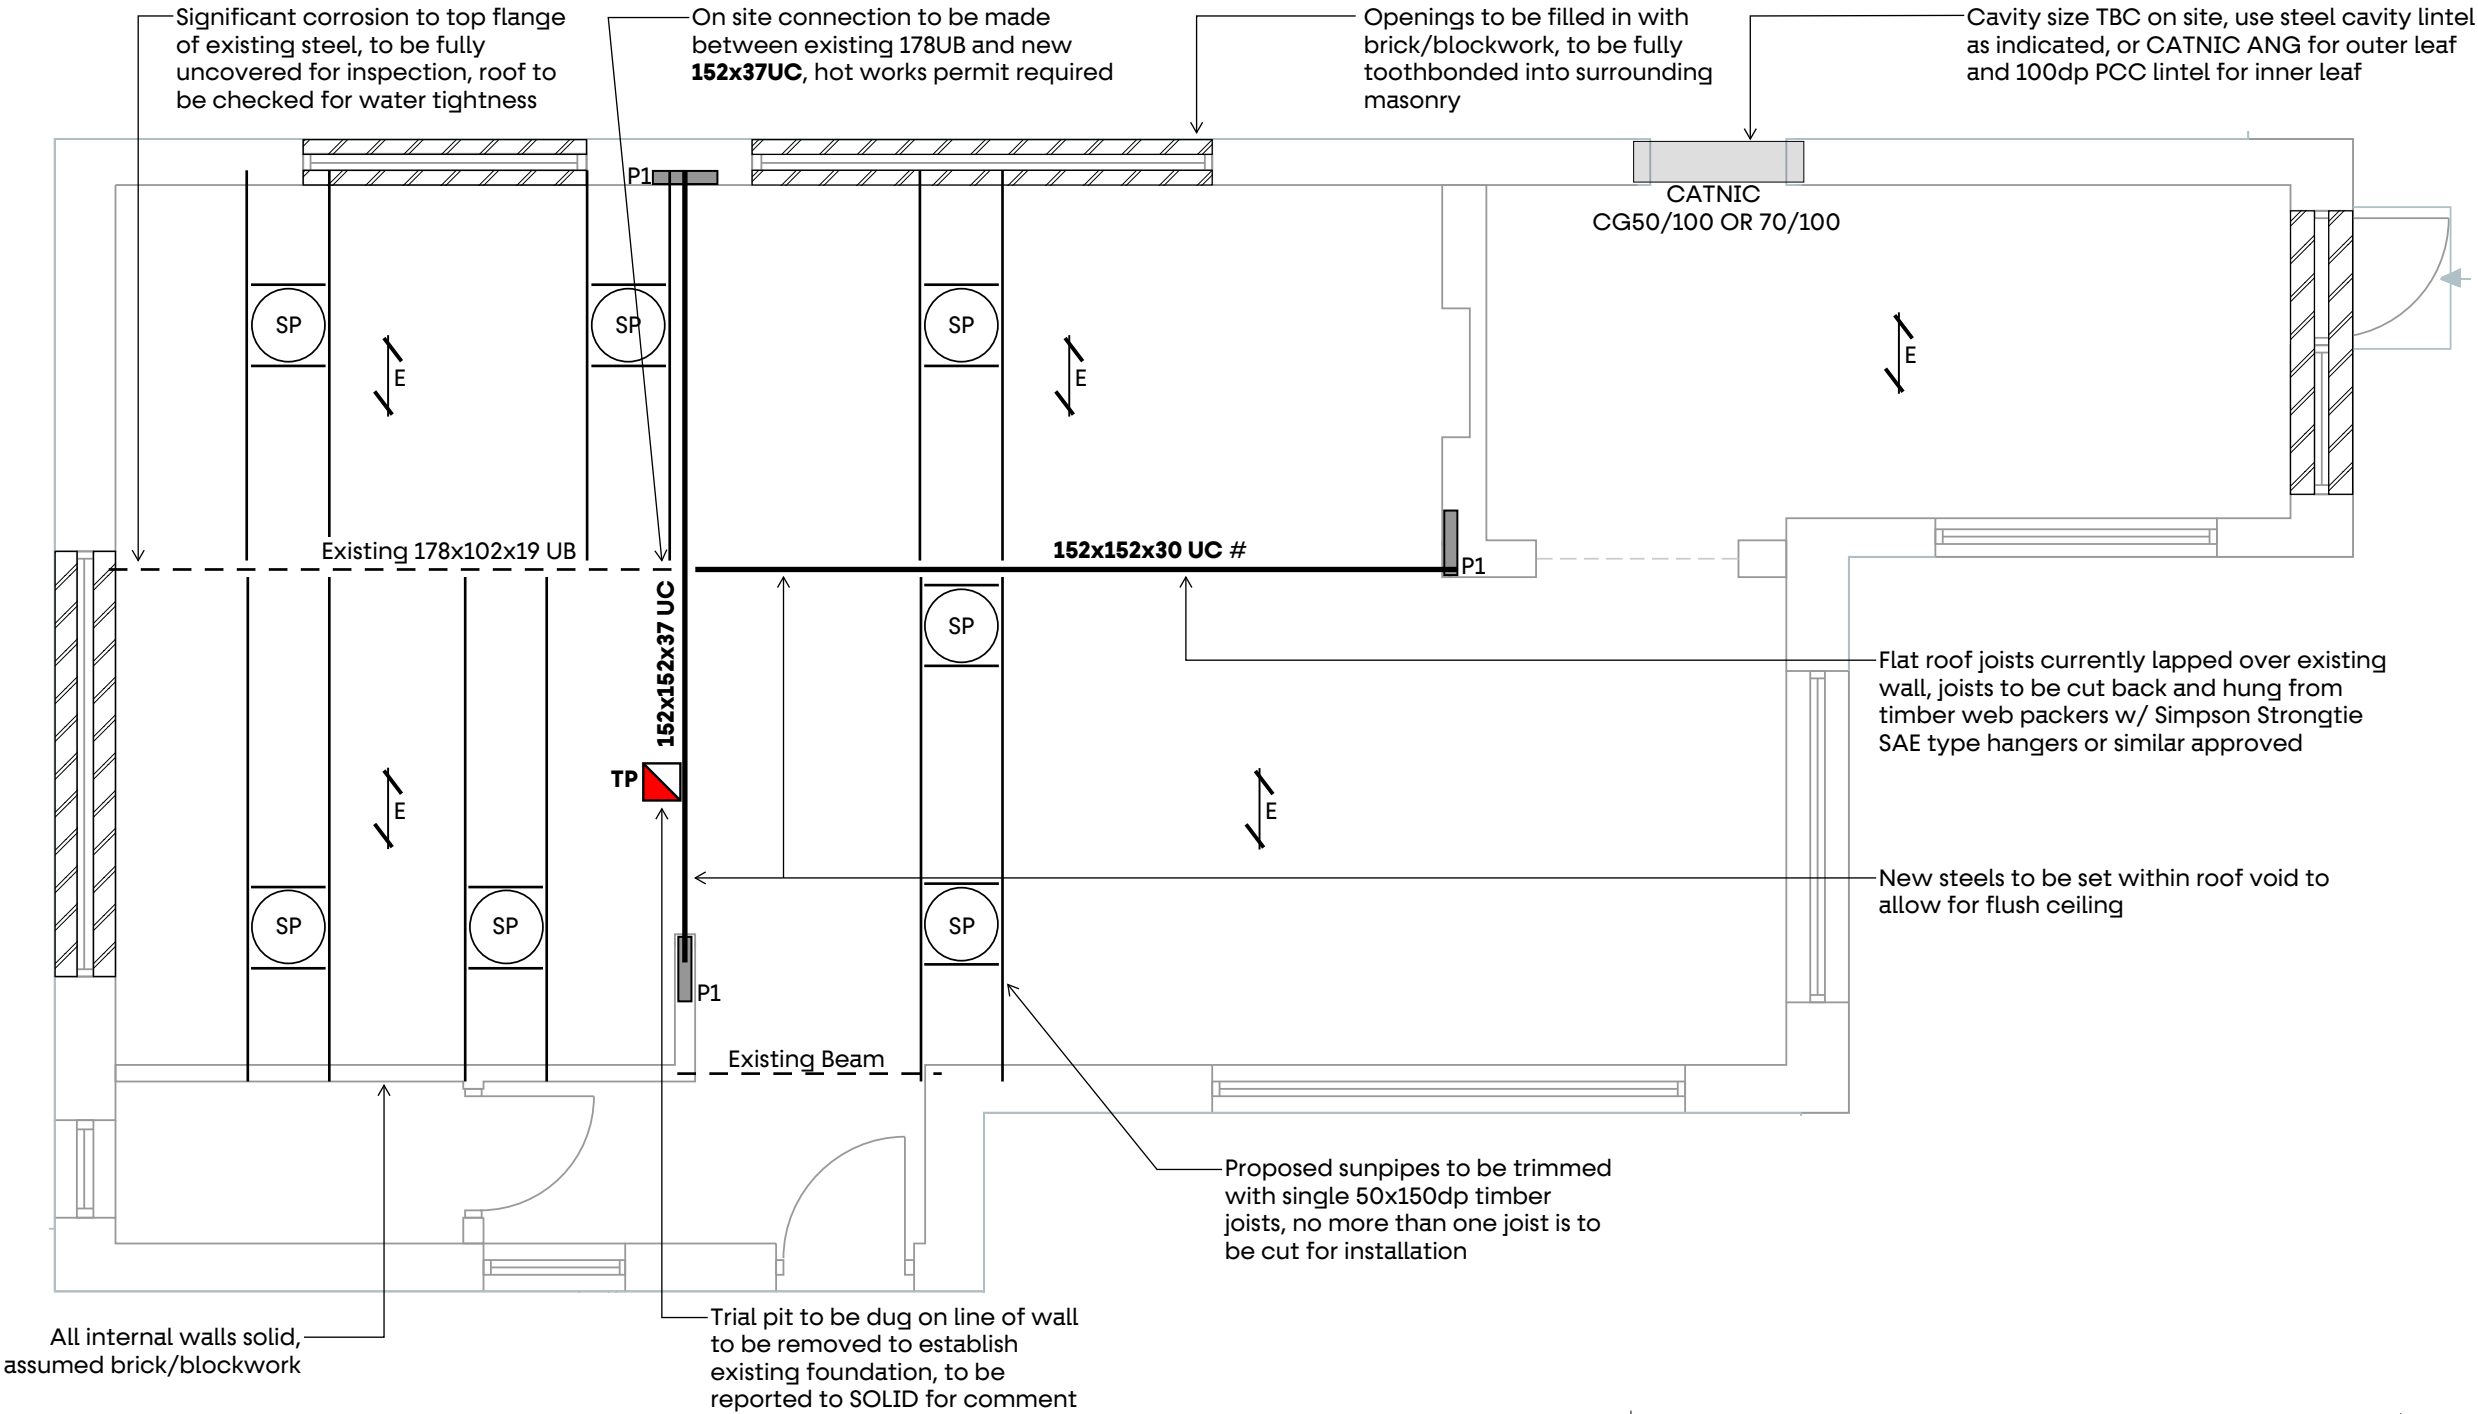 Significant corrosion to top flange
of existing steel, to be fully
uncovered for inspection, roof to
be checked for water tightness
On site connection to be made
between existing 178UB and new
152x37UC, hot works permit required
Openings to be filled in with
brick/blockwork, to be fully
toothbonded into surrounding
masonry
Cavity size TBC on site, use steel cavity lintel
as indicated, or CATNIC ANG for outer leaf
and 100dp PCC lintel for inner leaf
P1
CATNIC
CG50/100 OR 70/100
SP
SP
SP
E
E
E
Existing 178x102x19 UB
152x152x30 UC #
P1
152x152x37 UC
SP
Flat roof joists currently lapped over existing
wall, joists to be cut back and hung from
timber web packers w/ Simpson Strongtie
SAE type hangers or similar approved
TP
E
E
New steels to be set within roof void to
allow for flush ceiling
SP
SP
SP
P1
Existing Beam
Proposed sunpipes to be trimmed
with single 50x150dp timber
joists, no more than one joist is to
be cut for installation
All internal walls solid,
assumed brick/blockwork
Trial pit to be dug on line of wall
to be removed to establish
existing foundation, to be
reported to SOLID for comment